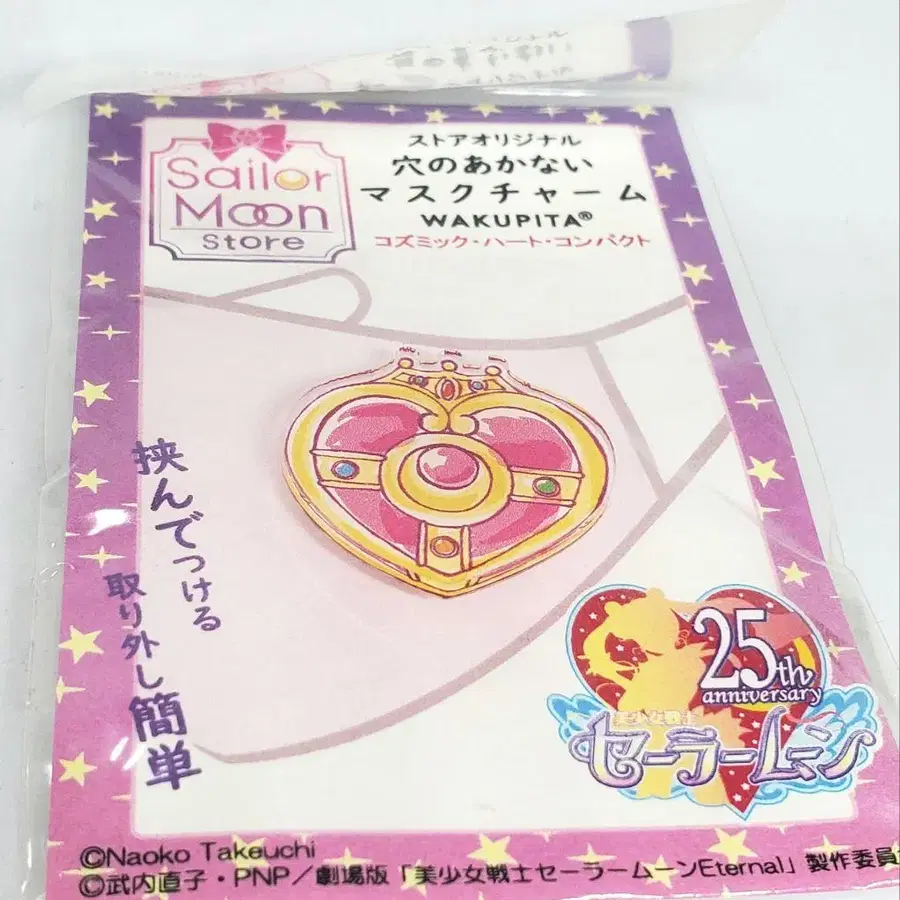 Sailor
Moon
Store
ストアオリジナル
穴のあかない
マスクチャーム
WAKUPITA®
コズミック・ハート・コンパクト
挟んでつける
取り外し簡単
25th
anniversary
美少女戦士
セーラームーン
©Naoko Takeuchi
©武内直子・PNP／劇場版「美少女戦士セーラームーンEternal」製作委員